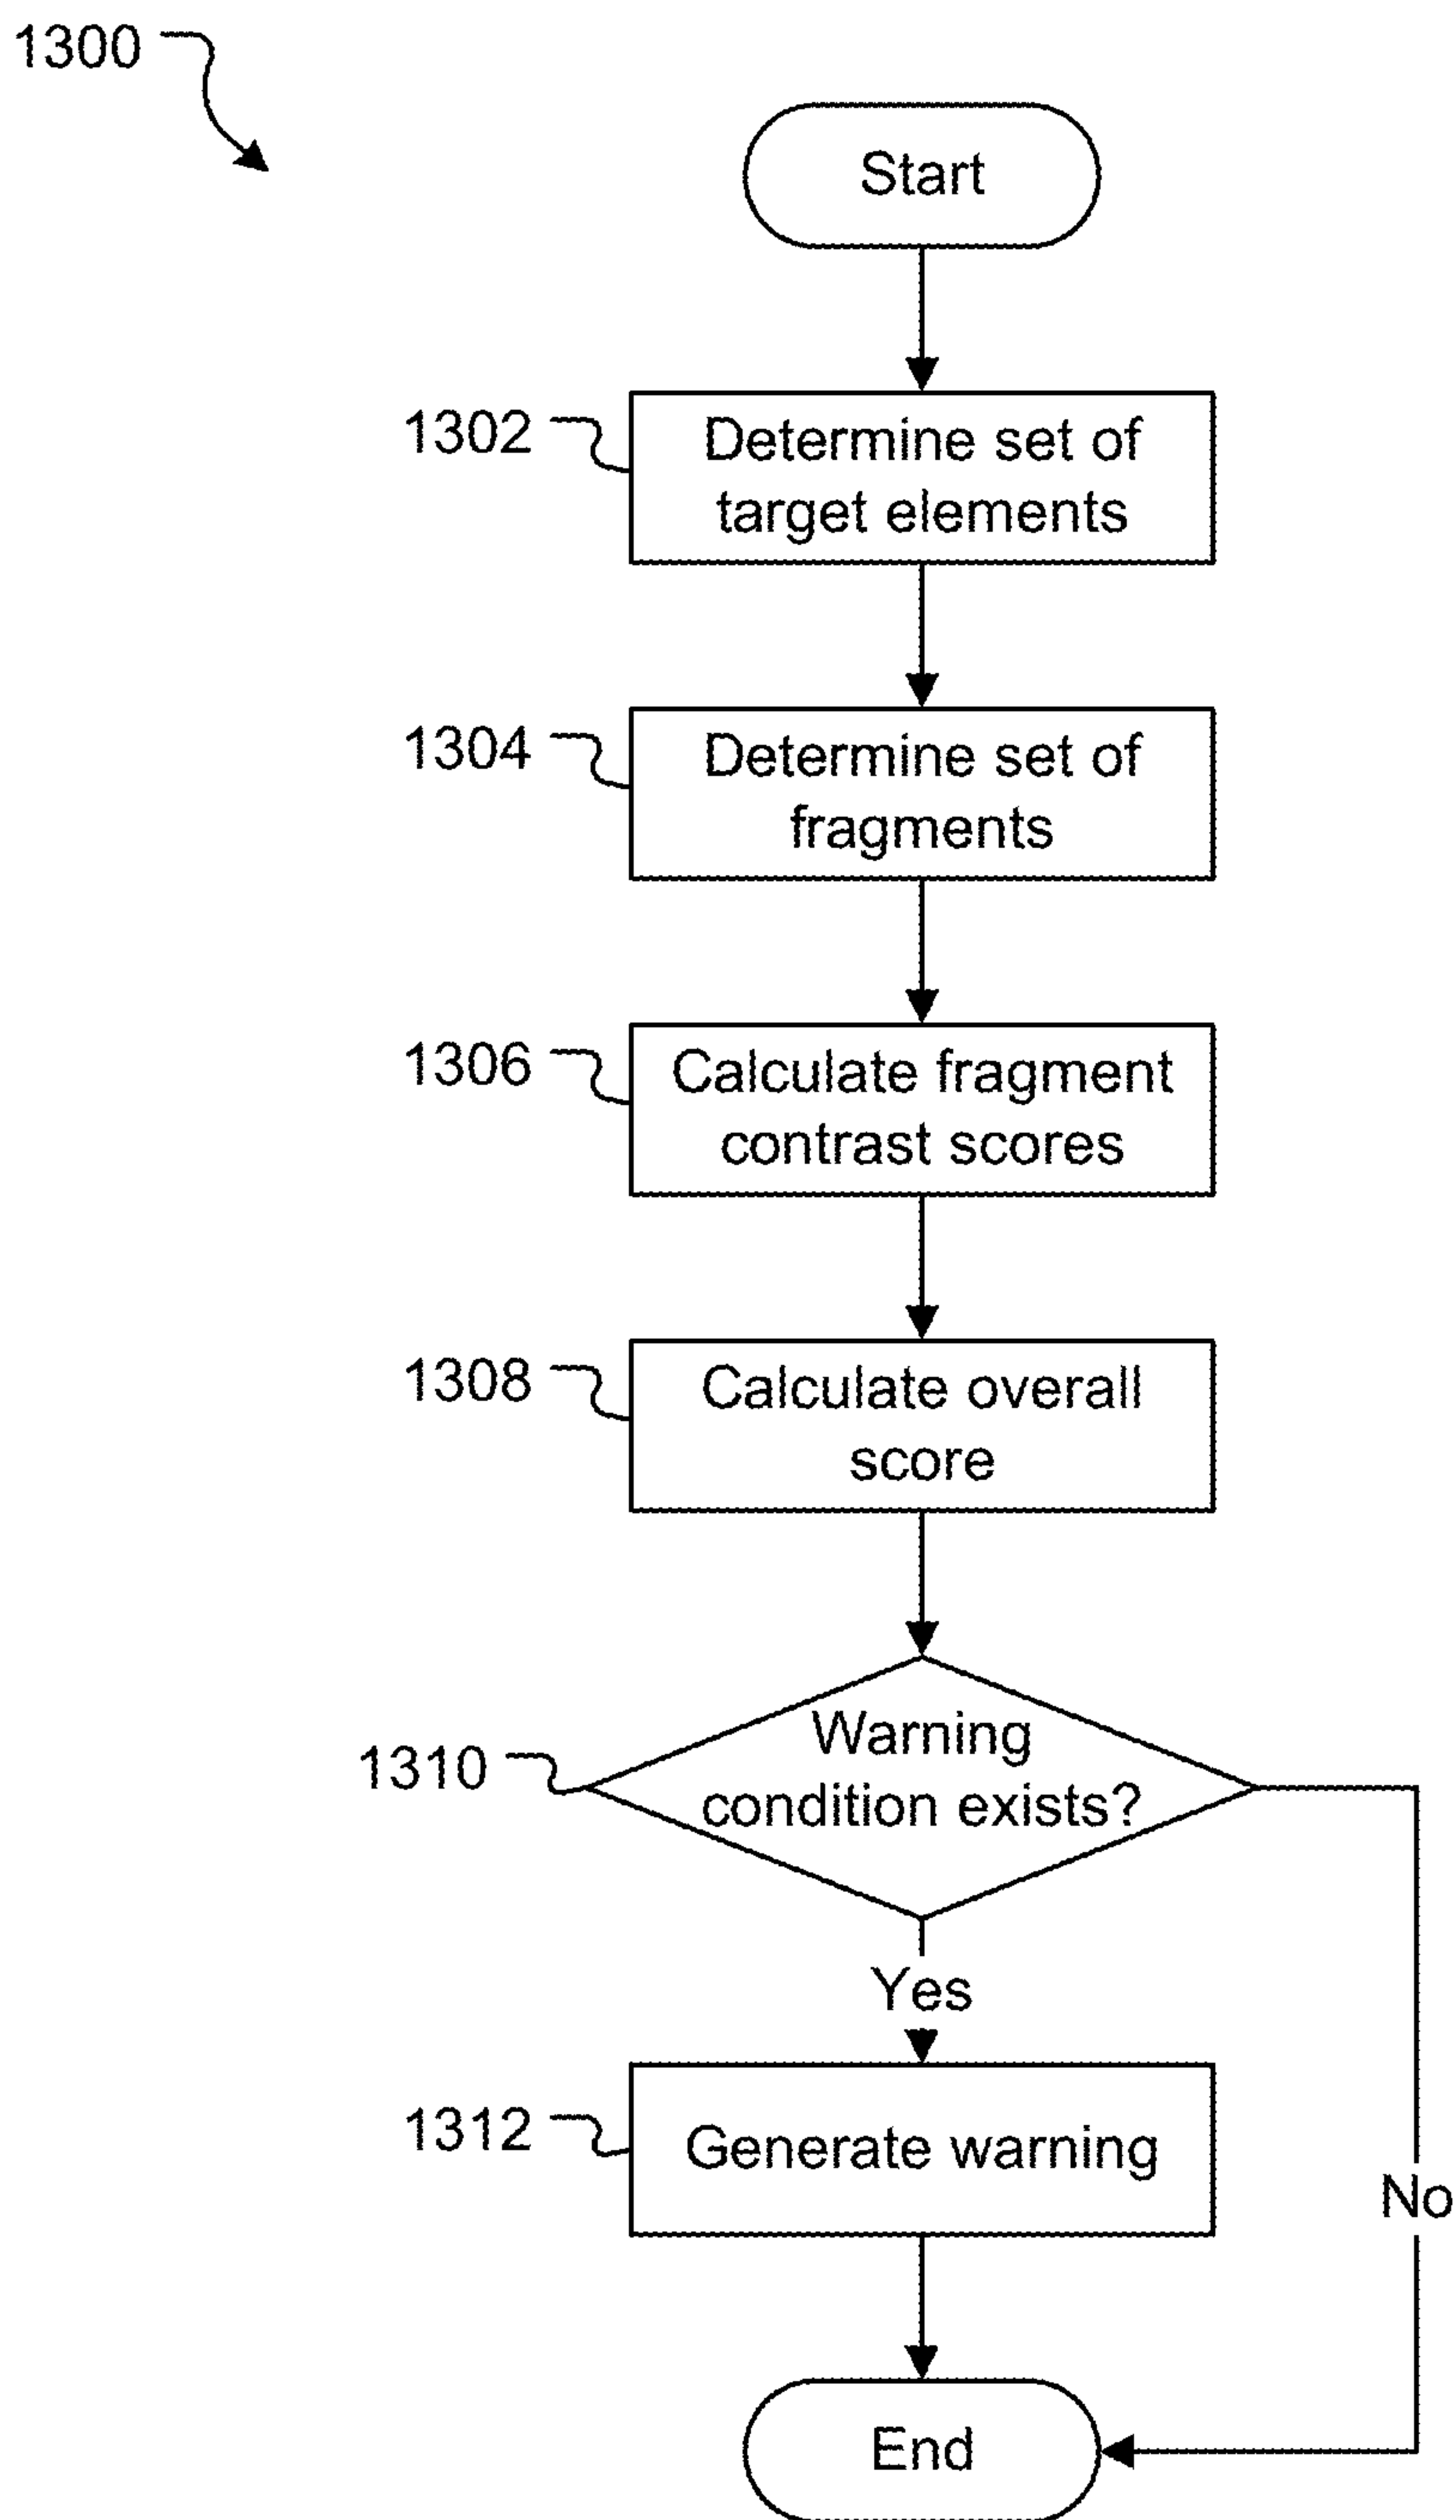 1300
Start
1302
Determine set of
target elements
1304
Determine set of
fragments
1306
Calculate fragment
contrast scores
1308
Calculate overall
score
1310
Warning
condition exists?
Yes
1312
Generate warning
No
End